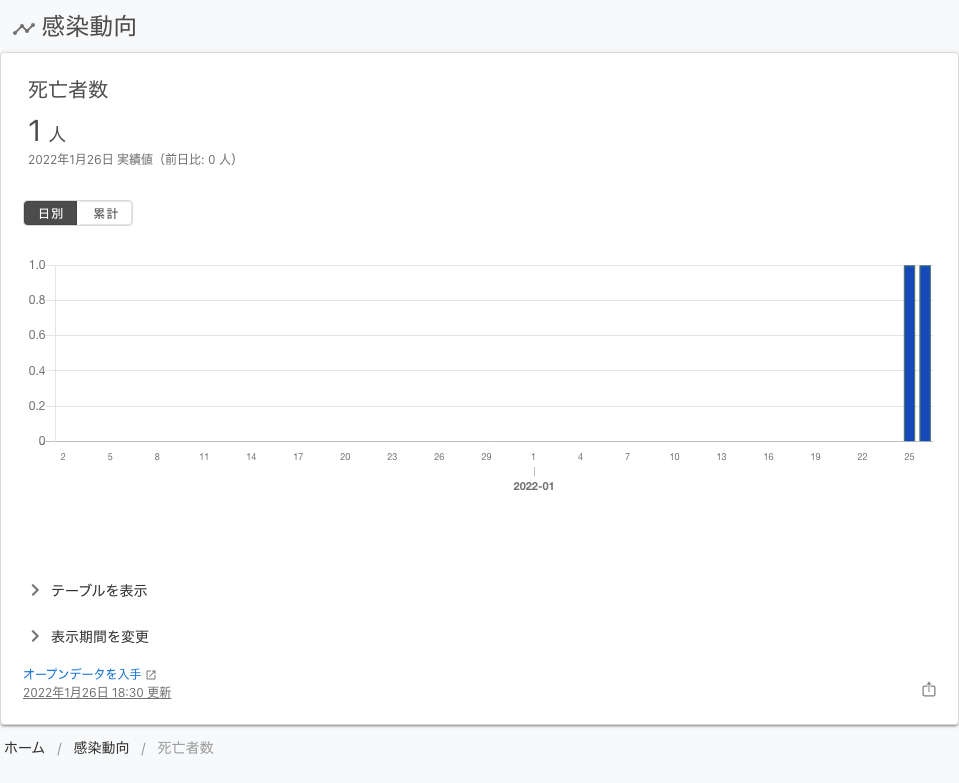 感染動向
死亡者数
1 人
2022年1月26日 実績値（前日比: 0 人）
日別 累計
1.0
0.8
0.6
0.4
0.2
0
2 5 8 11 14 17 20 23 26 29 1 4 7 10 13 16 19 22 25
2022-01
テーブルを表示
表示期間を変更
オープンデータを入手
2022年1月26日 18:30 更新
ホーム / 感染動向 / 死亡者数